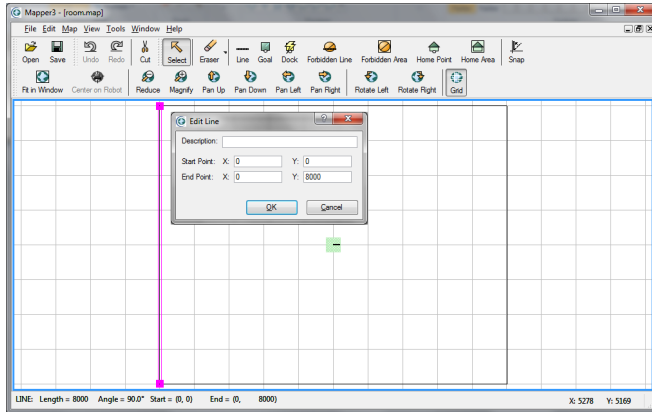 Mapper3 - [room.map]
File Edit Map View Tools Window Help
Open Save Undo Redo Cut Select Eraser Line Goal Dock Forbidden Line Forbidden Area Home Point Home Area Snap
Fit in Window Center on Robot Reduce Magnify Pan Up Pan Down Pan Left Pan Right Rotate Left Rotate Right Grid
Edit Line
Description:
Start Point: X: 0 Y: 0
End Point: X: 0 Y: 8000
OK Cancel
LINE: Length = 8000 Angle = 90.0° Start = (0, 0) End = (0, 8000) X: 5278 Y: 5169